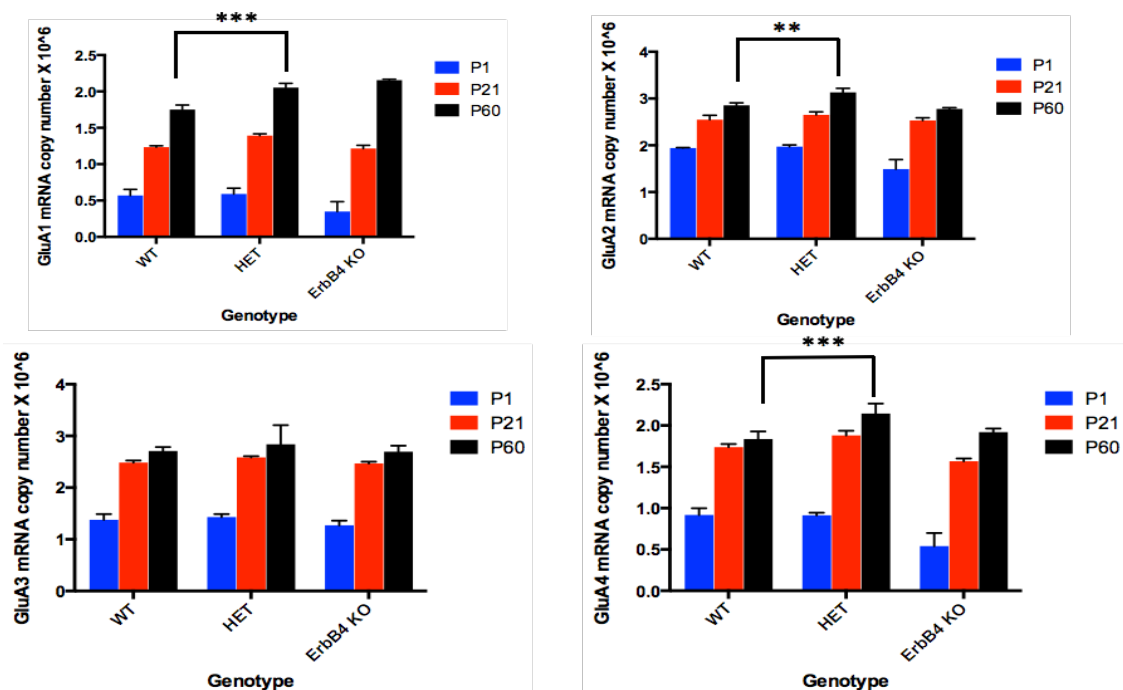 ***
GluA1 mRNA copy number X 10^6
2.5
2.0
1.5
1.0
0.5
0.0
WT
HET
ErbB4 KO
Genotype
P1
P21
P60
**
GluA2 mRNA copy number X 10^6
4
3
2
1
0
WT
HET
ErbB4 KO
Genotype
P1
P21
P60
GluA3 mRNA copy number X 10^6
4
3
2
1
0
WT
HET
ErbB4 KO
Genotype
P1
P21
P60
***
GluA4 mRNA copy number X 10^6
2.5
2.0
1.5
1.0
0.5
0.0
WT
HET
ErbB4 KO
Genotype
P1
P21
P60